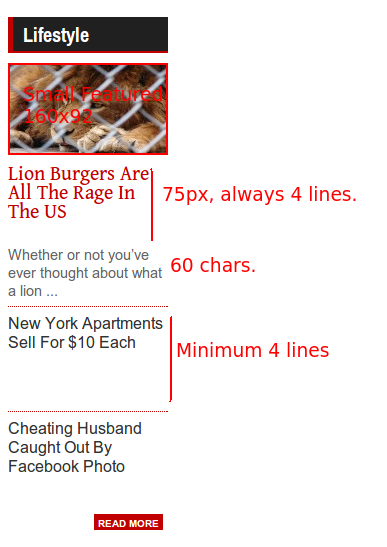 Lifestyle
Small Featured
160x92
Lion Burgers Are
All The Rage In
The US
75px, always 4 lines.
Whether or not you've
ever thought about what
a lion ...
60 chars.
New York Apartments
Sell For $10 Each
Minimum 4 lines
Cheating Husband
Caught Out By
Facebook Photo
READ MORE